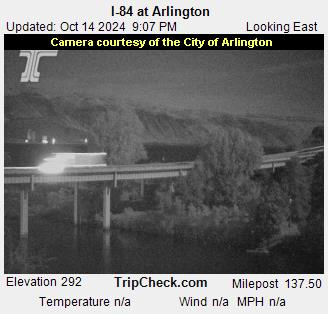 I-84 at Arlington
Updated: Oct 14 2024 9:07 PM Looking East
Camera courtesy of the City of Arlington
Elevation 292 TripCheck.com Milepost 137.50
Temperature n/a Wind n/a MPH n/a